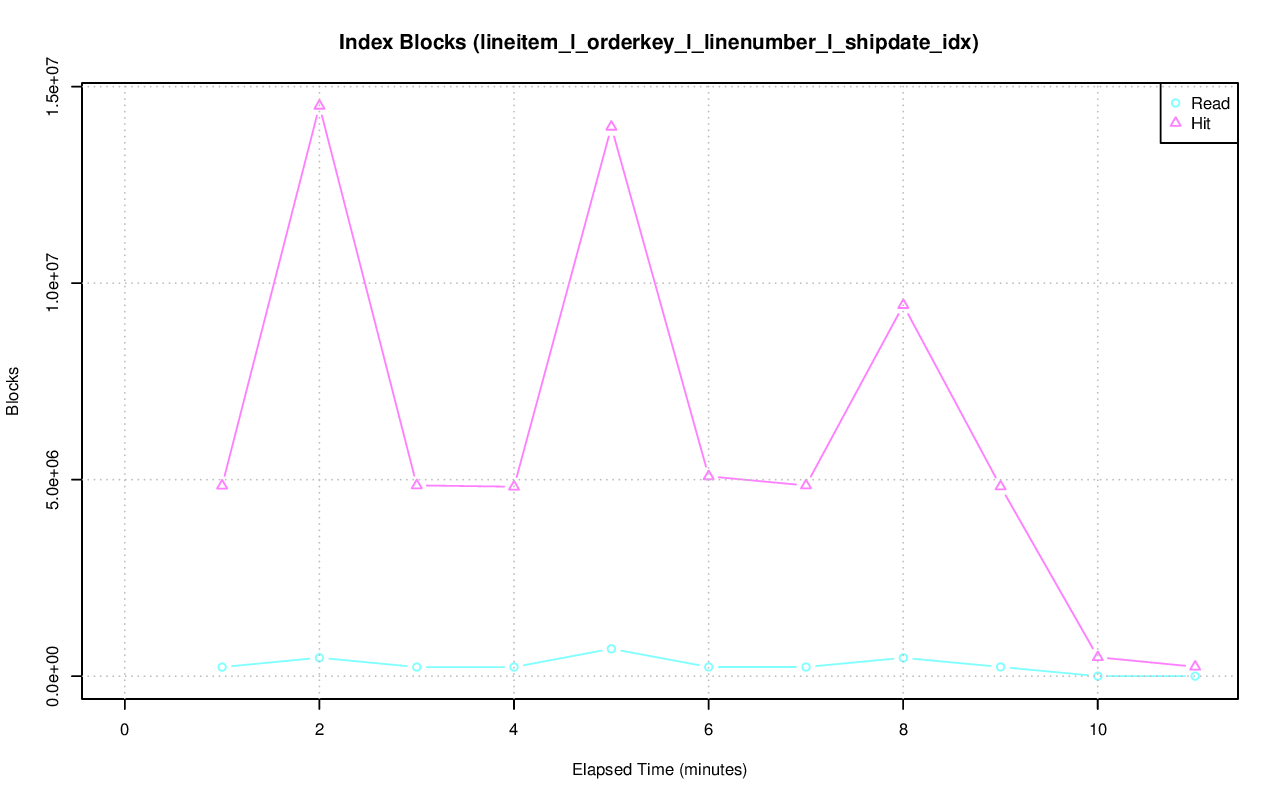 Index Blocks (lineitem_l_orderkey_l_linenumber_l_shipdate_idx)
Read
Hit
Blocks
1.5e+07
1.0e+07
5.0e+06
0.0e+00
0 2 4 6 8 10
Elapsed Time (minutes)